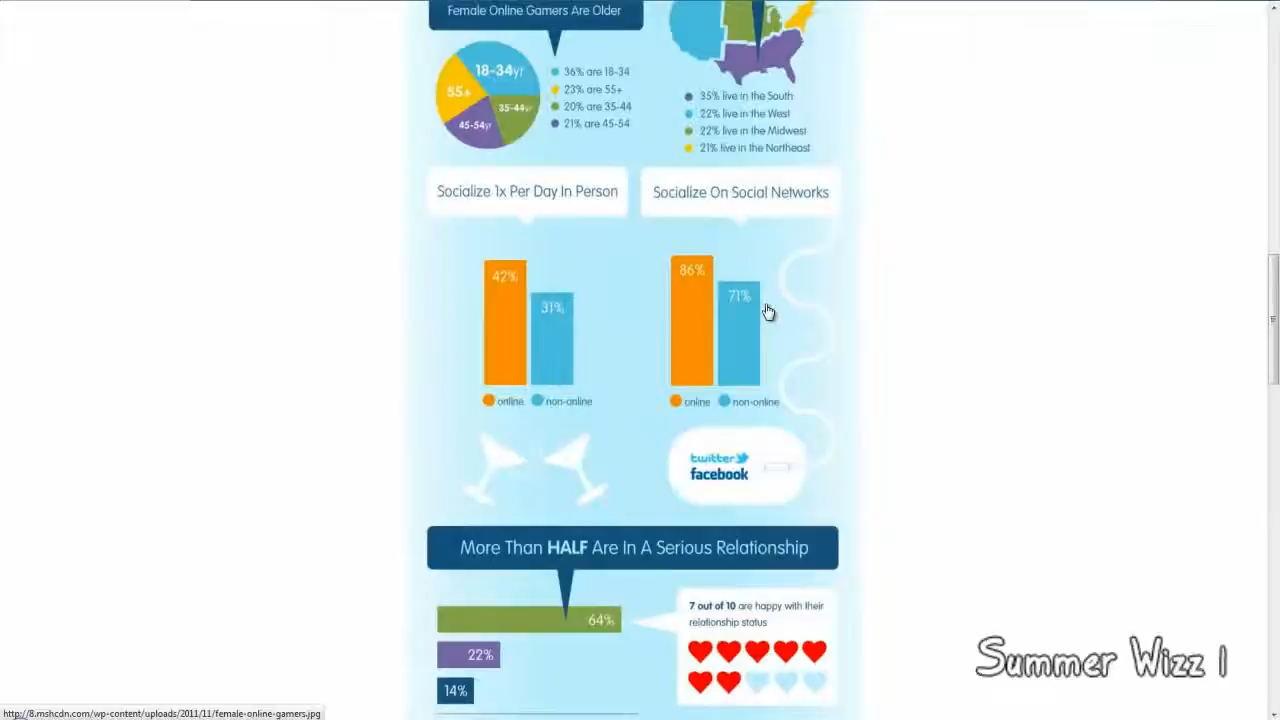 Female Online Gamers Are Older
18-34yr
55+
35-44yr
45-54yr
36% are 18-34
23% are 55+
20% are 35-44
21% are 45-54
35% live in the South
22% live in the West
22% live in the Midwest
21% live in the Northeast
Socialize 1x Per Day In Person
Socialize On Social Networks
42%
31%
86%
71%
online non-online
online non-online
twitter
facebook
More Than HALF Are In A Serious Relationship
64%
22%
14%
7 out of 10 are happy with their
relationship status
Summer Wizz 1
http://8.mshcdn.com/wp-content/uploads/2011/11/female-online-gamers.jpg